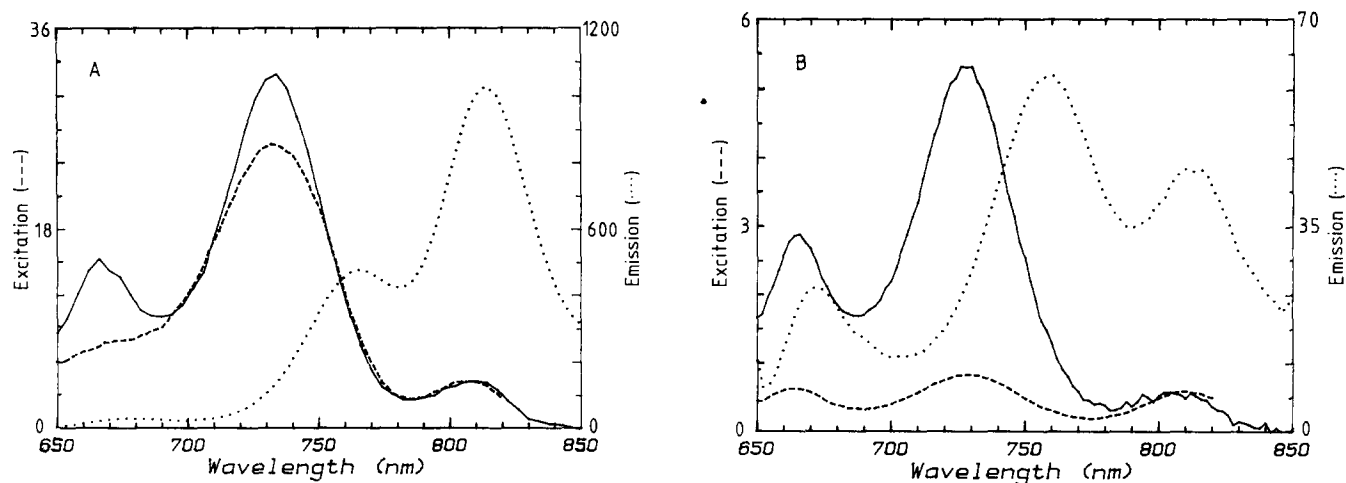 A
36
18
0
Excitation (---)
1200
600
0
Emission (····)
650 700 750 800 850
Wavelength (nm)
B
6
3
0
Excitation (---)
70
35
0
Emission (····)
650 700 750 800 850
Wavelength (nm)